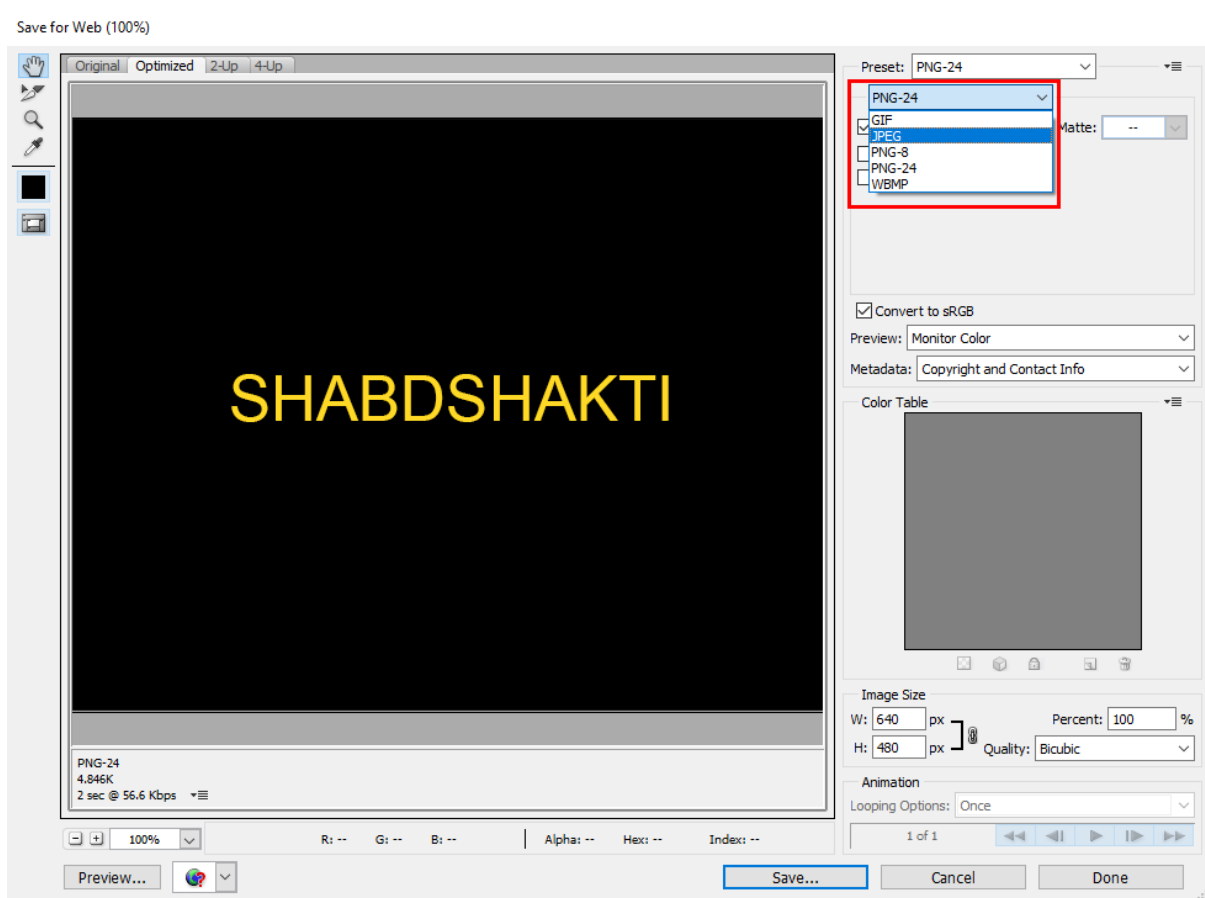 Save for Web (100%)
Original Optimized 2-Up 4-Up
Preset: PNG-24
PNG-24
GIF
JPEG
PNG-8
PNG-24
WBMP
Matte: --
Convert to sRGB
Preview: Monitor Color
Metadata: Copyright and Contact Info
Color Table
SHABDSHAKTI
Image Size
W: 640 px Percent: 100 %
H: 480 px Quality: Bicubic
PNG-24
4.846K
2 sec @ 56.6 Kbps
Animation
Looping Options: Once
1 of 1
100% R: -- G: -- B: -- Alpha: -- Hex: -- Index: --
Preview... Save... Cancel Done